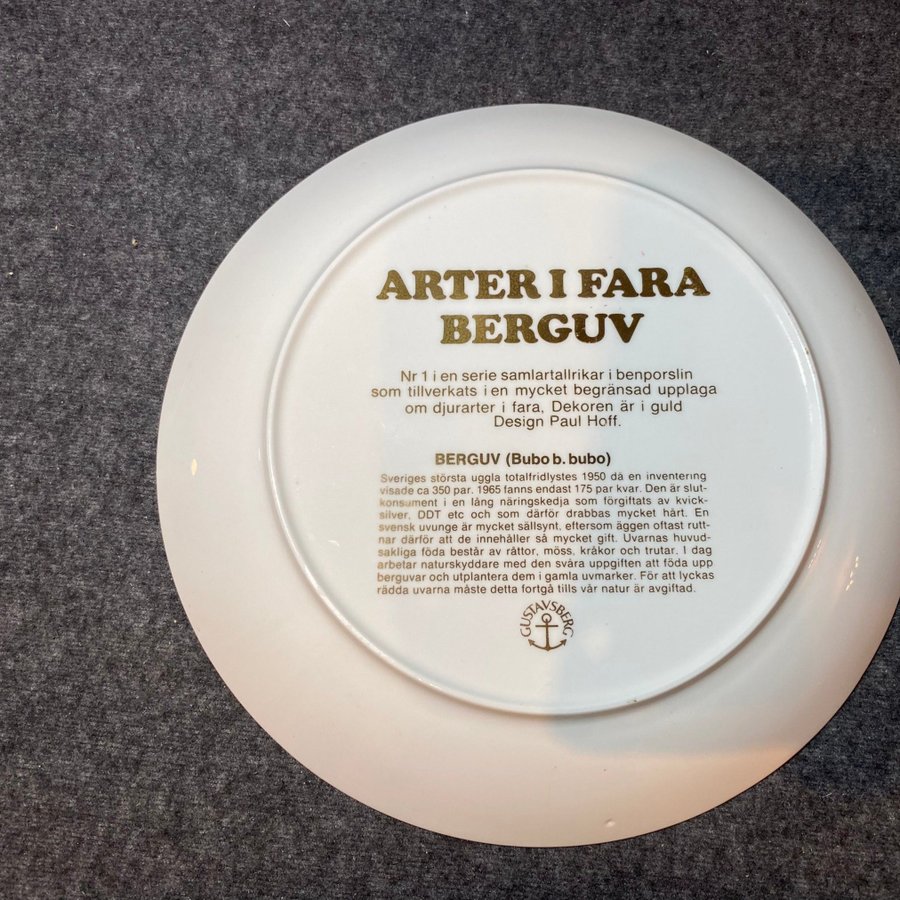 ARTER I FARA
BERGUV
Nr 1 i en serie samlartallrikar i benporslin
som tillverkats i en mycket begränsad upplaga
om djurarter i fara, Dekoren är i guld
Design Paul Hoff.
BERGUV (Bubo b. bubo)
Sveriges största uggla totalfridlystes 1950 då en inventering
visade ca 350 par. 1965 fanns endast 175 par kvar. Den är slut-
konsument i en lång näringskedja som förgiftats av kvick-
silver, DDT etc och som därför drabbas mycket hårt. En
svensk uvunge är mycket sällsynt, eftersom äggen oftast rutt-
nar därför att de innehåller så mycket gift. Uvarnas huvud-
sakliga föda består av råttor, möss, kråkor och trutar. I dag
arbetar naturskyddare med den svåra uppgiften att föda upp
berguvar och utplantera dem i gamla uvmarker. För att lyckas
rädda uvarna måste detta fortgå tills vår natur är avgiftad.
GUSTAVSBERG